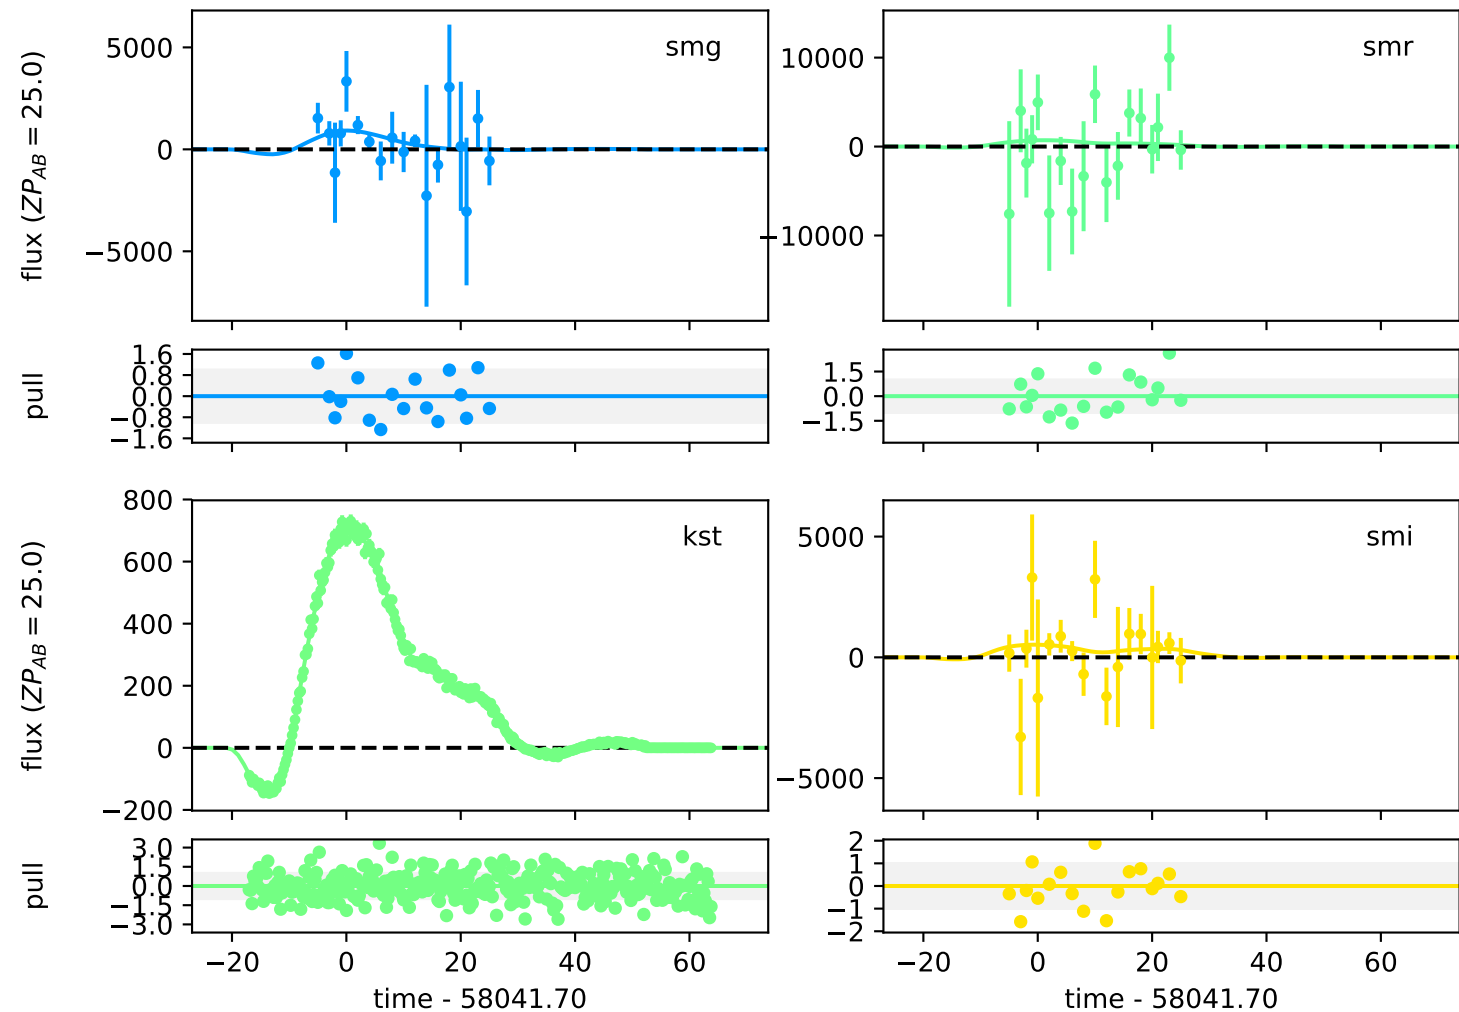 flux (ZP_AB = 25.0)
5000
0
−5000
smg
10000
0
−10000
smr
pull
1.6
0.8
0.0
−0.8
−1.6
1.5
0.0
−1.5
flux (ZP_AB = 25.0)
800
600
400
200
0
−200
kst
5000
0
−5000
smi
pull
3.0
1.5
0.0
−1.5
−3.0
−20 0 20 40 60
time - 58041.70
2
1
0
−1
−2
−20 0 20 40 60
time - 58041.70